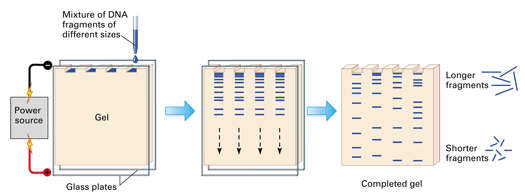 Mixture of DNA
fragments of
different sizes
−
Power
source
+
Gel
Glass plates
Longer
fragments
Shorter
fragments
Completed gel